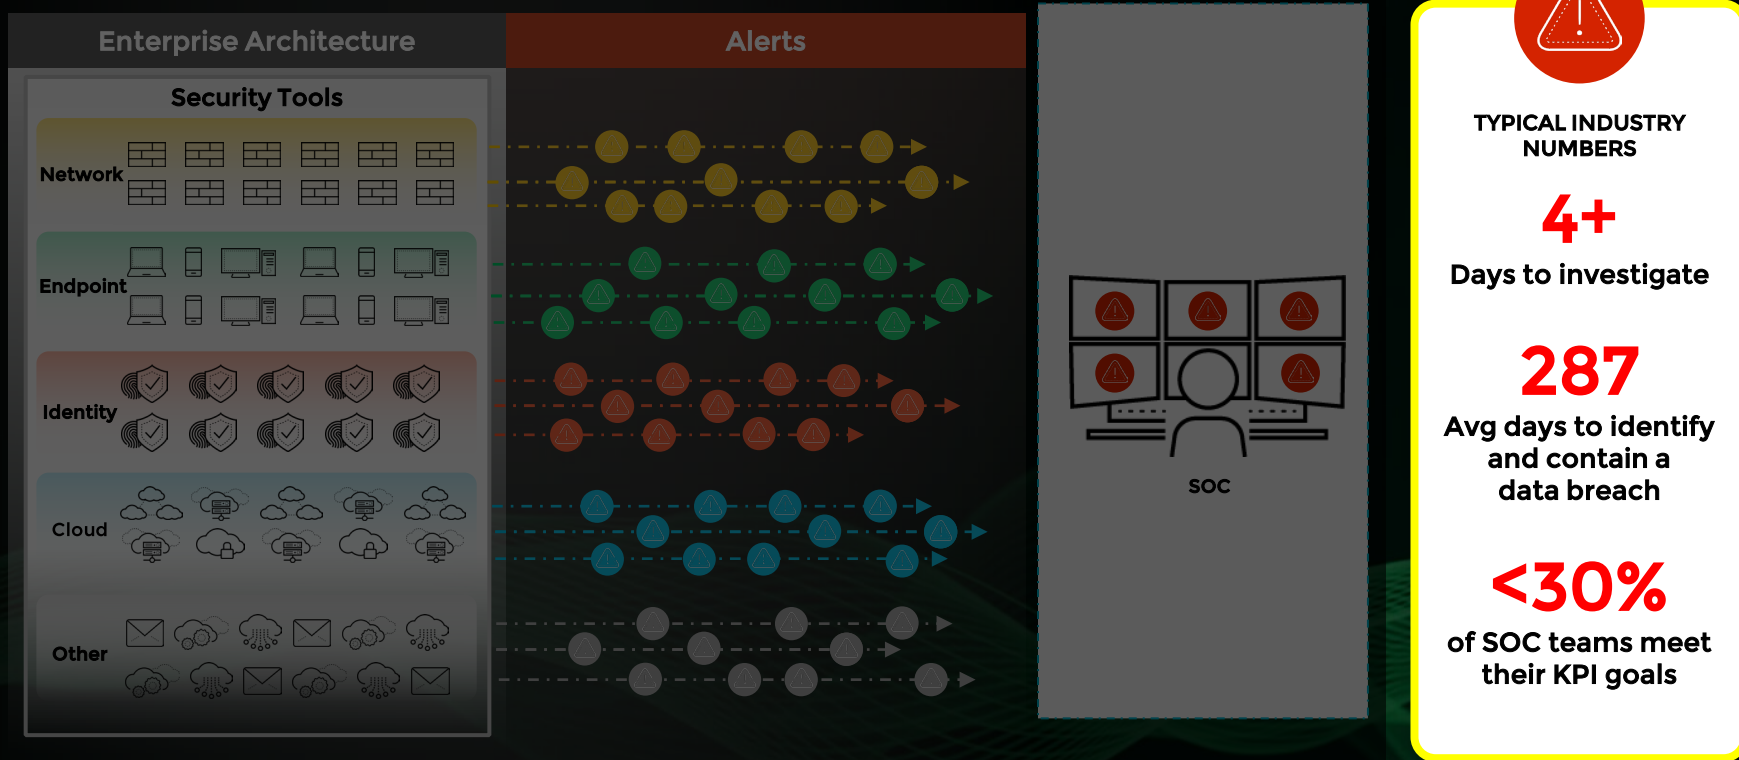 Enterprise Architecture
Alerts
Security Tools
Network
Endpoint
Identity
Cloud
Other
SOC
TYPICAL INDUSTRY
NUMBERS
4+
Days to investigate
287
Avg days to identify
and contain a
data breach
<30%
of SOC teams meet
their KPI goals